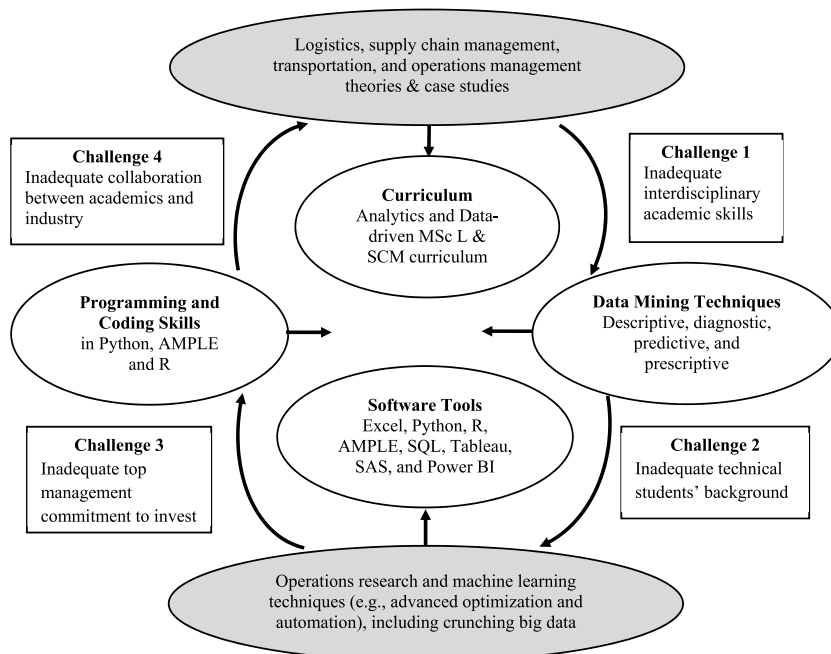 Logistics, supply chain management,
transportation, and operations management
theories & case studies
Challenge 4
Inadequate collaboration
between academics and
industry
Challenge 1
Inadequate
interdisciplinary
academic skills
Curriculum
Analytics and Data-
driven MSc L &
SCM curriculum
Programming and
Coding Skills
in Python, AMPLE
and R
Data Mining Techniques
Descriptive, diagnostic,
predictive, and
prescriptive
Software Tools
Excel, Python, R,
AMPLE, SQL, Tableau,
SAS, and Power BI
Challenge 3
Inadequate top
management
commitment to invest
Challenge 2
Inadequate technical
students’ background
Operations research and machine learning
techniques (e.g., advanced optimization and
automation), including crunching big data